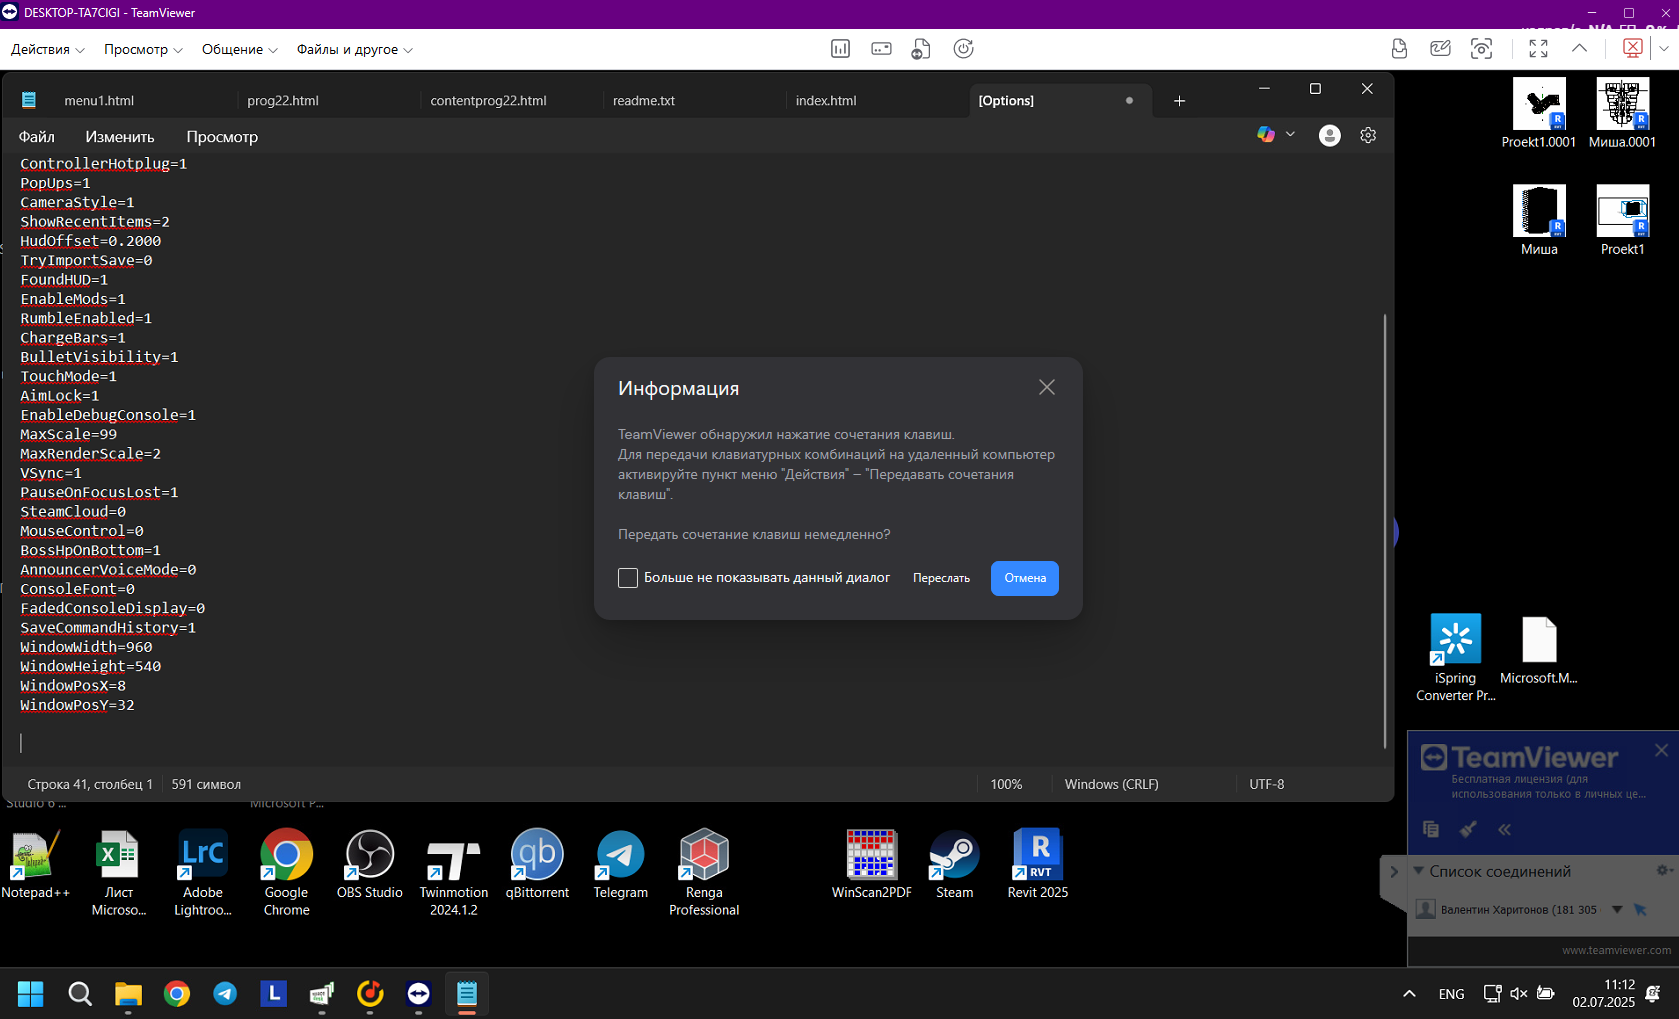 DESKTOP-TA7CIGI - TeamViewer
Действия
Просмотр
Общение
Файлы и другое
menu1.html
prog22.html
contentprog22.html
readme.txt
index.html
[Options]
Файл
Изменить
Просмотр
ControllerHotplug=1
PopUps=1
CameraStyle=1
ShowRecentItems=2
HudOffset=0.2000
TryImportSave=0
FoundHUD=1
EnableMods=1
RumbleEnabled=1
ChargeBars=1
BulletVisibility=1
TouchMode=1
AimLock=1
EnableDebugConsole=1
MaxScale=99
MaxRenderScale=2
VSync=1
PauseOnFocusLost=1
SteamCloud=0
MouseControl=0
BossHpOnBottom=1
AnnouncerVoiceMode=0
ConsoleFont=0
FadedConsoleDisplay=0
SaveCommandHistory=1
WindowWidth=960
WindowHeight=540
WindowPosX=8
WindowPosY=32
Строка 41, столбец 1
591 символ
100%
Windows (CRLF)
UTF-8
Информация
TeamViewer обнаружил нажатие сочетания клавиш.
Для передачи клавиатурных комбинаций на удаленный компьютер
активируйте пункт меню "Действия" – "Передавать сочетания
клавиш".
Передать сочетание клавиш немедленно?
Больше не показывать данный диалог
Переслать
Отмена
Proekt1.0001
Миша.0001
Миша
Proekt1
iSpring
Converter Pr...
Microsoft.M...
TeamViewer
Бесплатная лицензия (для
использования только в личных це...
Список соединений
Валентин Харитонов (181 305
www.teamviewer.com
Studio 6 ...
Microsoft P...
Notepad++
Лист
Microso...
Adobe
Lightroo...
Google
Chrome
OBS Studio
Twinmotion
2024.1.2
qBittorrent
Telegram
Renga
Professional
WinScan2PDF
Steam
Revit 2025
ENG
11:12
02.07.2025